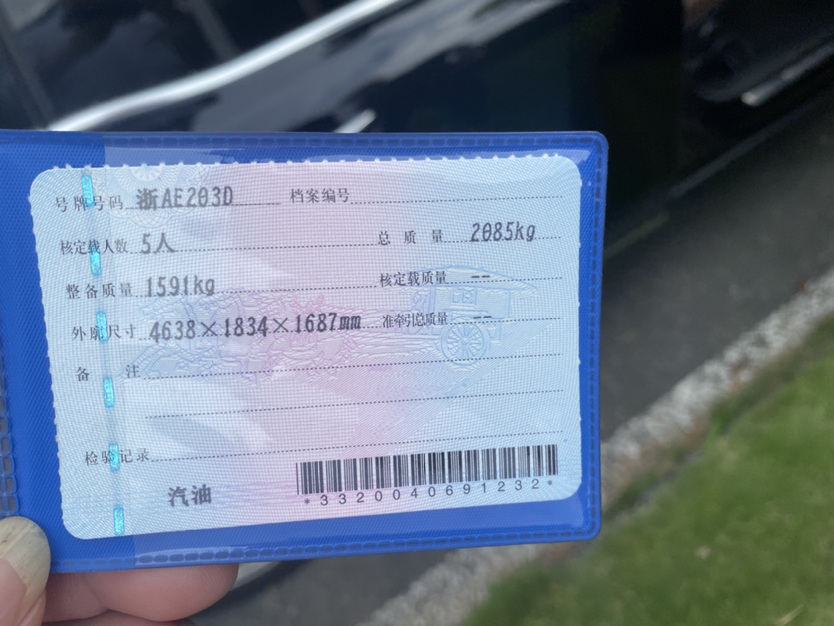 号牌号码 浙AE203D 档案编号
核定载人数 5人 总质量 2085kg
整备质量 1591kg 核定载质量 --
外廓尺寸 4638×1834×1687mm 准牵引总质量 --
备注
检验记录
汽油
*3320040691232*